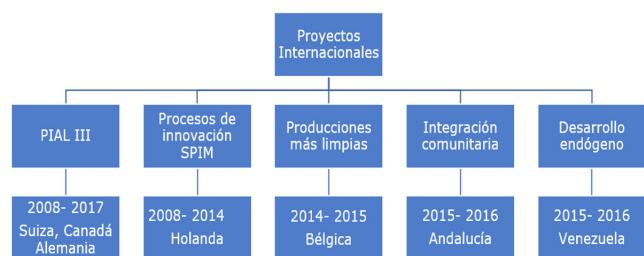 Proyectos
Internacionales
PIAL III
Procesos de
innovación
SPIM
Producciones
más limpias
Integración
comunitaria
Desarrollo
endógeno
2008- 2017
Suiza, Canadá
Alemania
2008- 2014
Holanda
2014- 2015
Bélgica
2015- 2016
Andalucía
2015- 2016
Venezuela